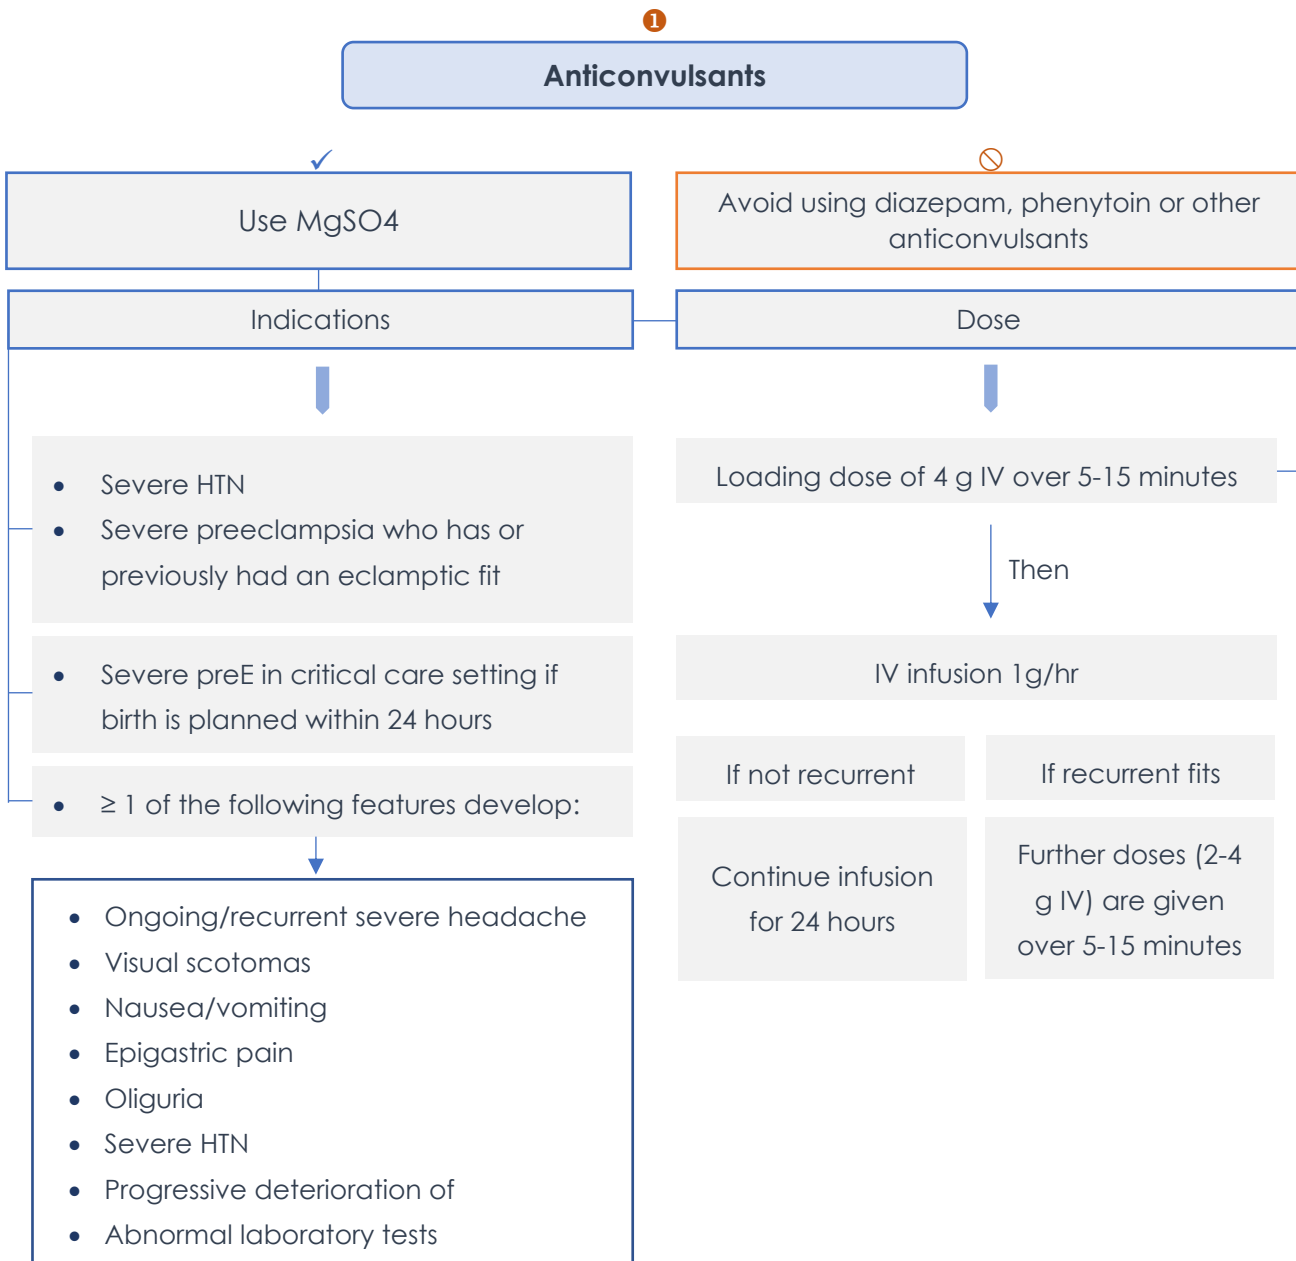 ❶
Anticonvulsants
✓
Use MgSO4
Avoid using diazepam, phenytoin or other
anticonvulsants
Indications
Dose
• Severe HTN
• Severe preeclampsia who has or
previously had an eclamptic fit
• Severe preE in critical care setting if
birth is planned within 24 hours
• ≥ 1 of the following features develop:
• Ongoing/recurrent severe headache
• Visual scotomas
• Nausea/vomiting
• Epigastric pain
• Oliguria
• Severe HTN
• Progressive deterioration of
• Abnormal laboratory tests
Loading dose of 4 g IV over 5-15 minutes
Then
IV infusion 1g/hr
If not recurrent
Continue infusion
for 24 hours
If recurrent fits
Further doses (2-4
g IV) are given
over 5-15 minutes